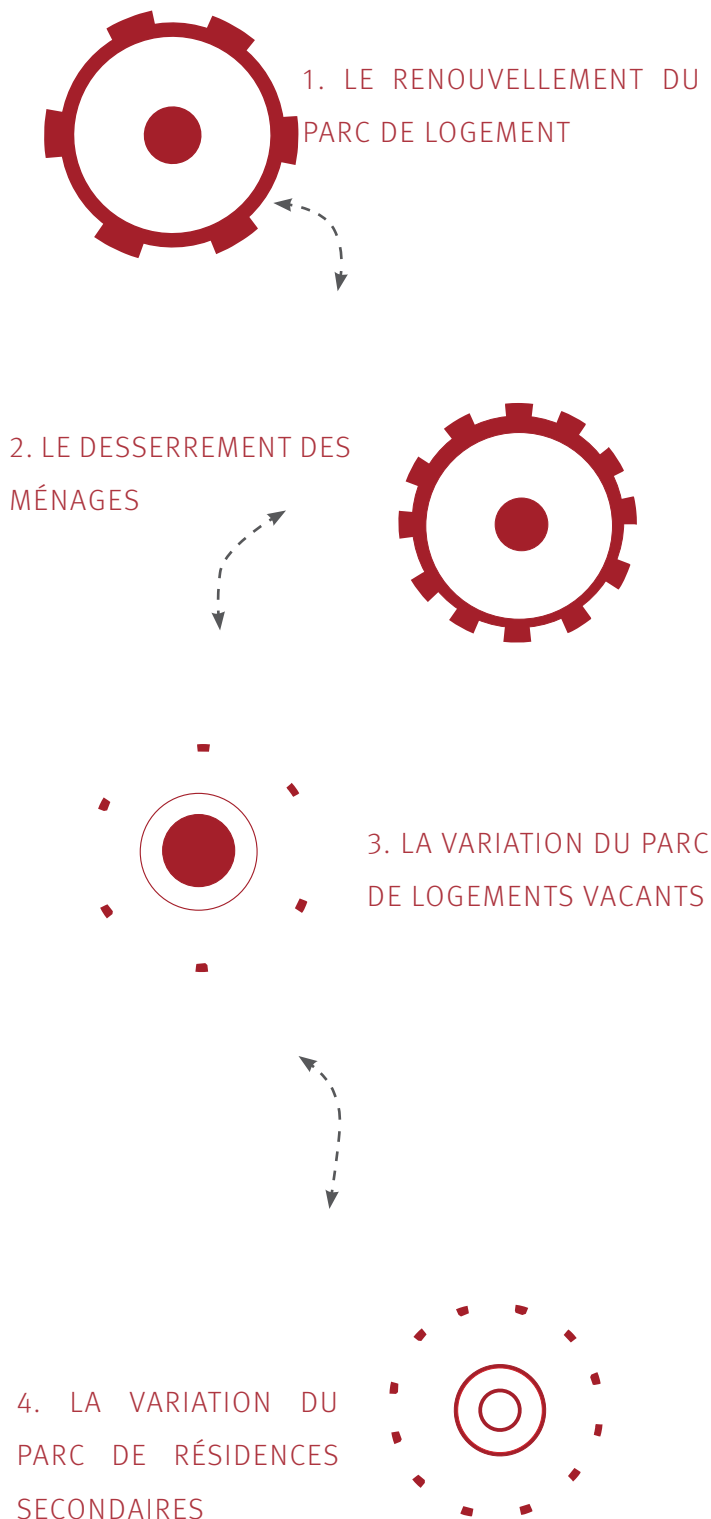 1. LE RENOUVELLEMENT DU
PARC DE LOGEMENT
2. LE DESSERREMENT DES
MÉNAGES
3. LA VARIATION DU PARC
DE LOGEMENTS VACANTS
4. LA VARIATION DU
PARC DE RÉSIDENCES
SECONDAIRES